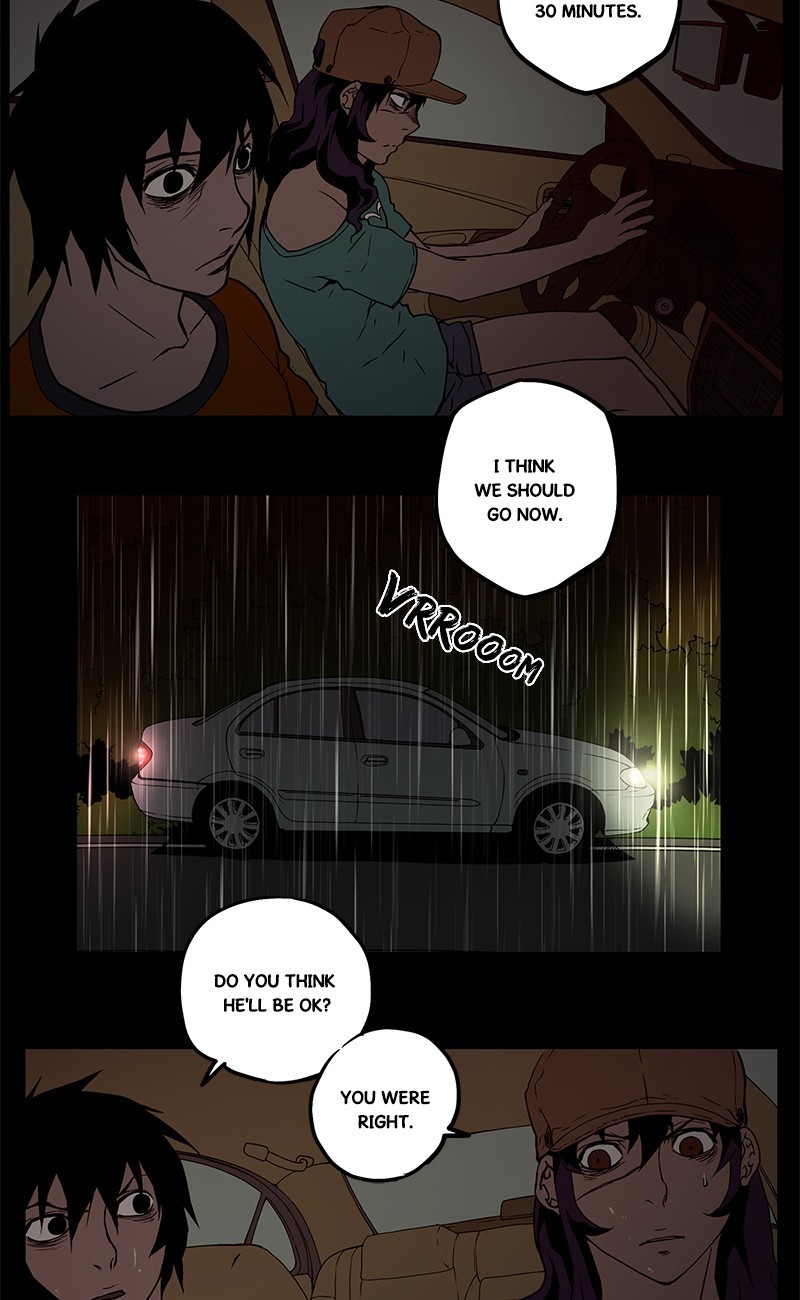 30 MINUTES.
I THINK
WE SHOULD
GO NOW.
VRROOOM
DO YOU THINK
HE'LL BE OK?
YOU WERE
RIGHT.